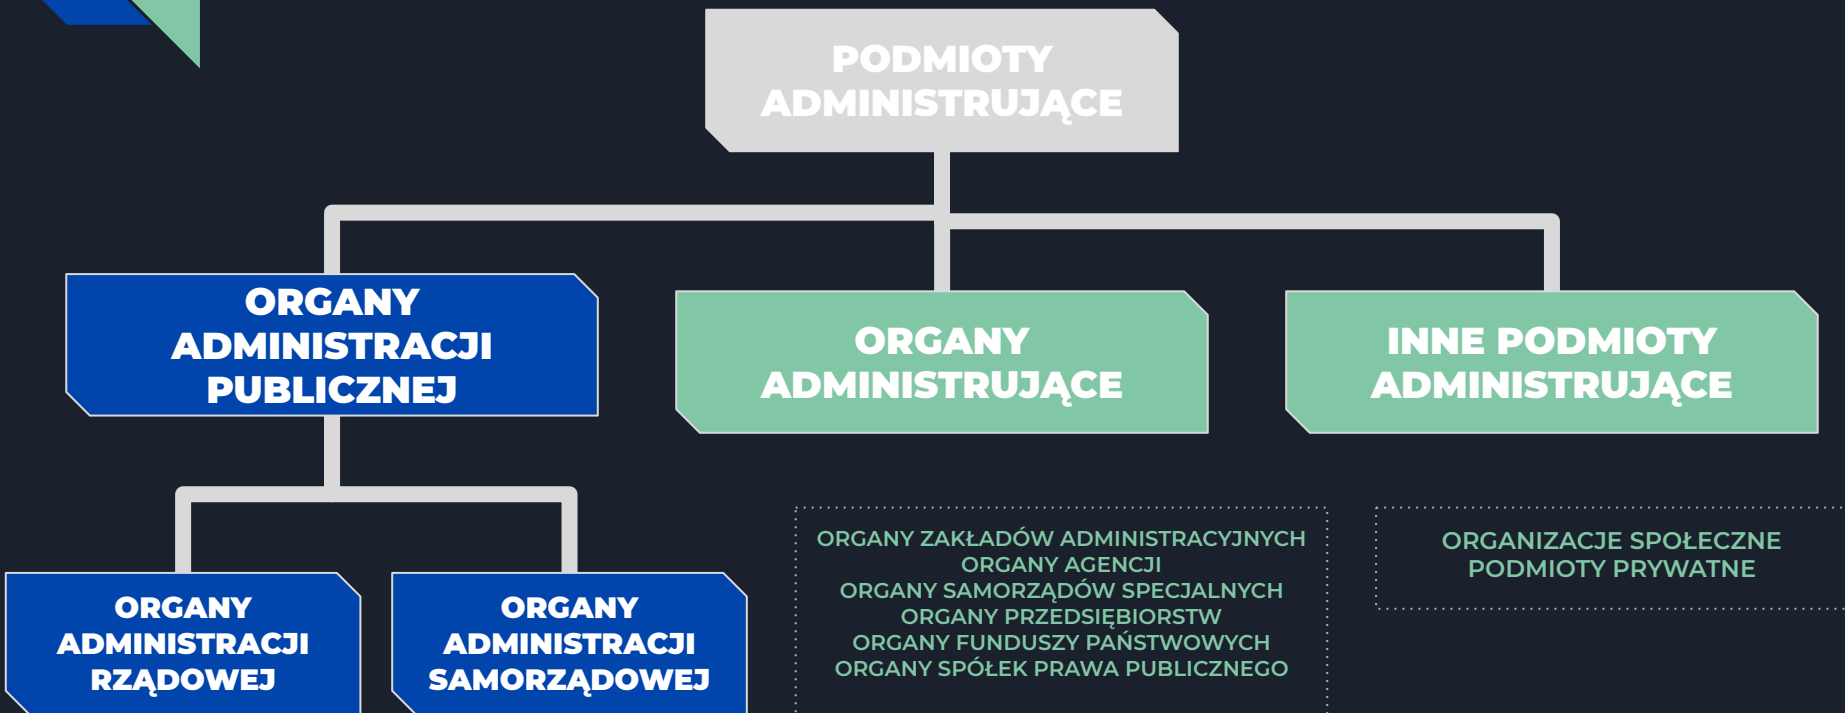 PODMIOTY
ADMINISTRUJĄCE
ORGANY
ADMINISTRACJI
PUBLICZNEJ
ORGANY
ADMINISTRUJĄCE
INNE PODMIOTY
ADMINISTRUJĄCE
ORGANY
ADMINISTRACJI
RZĄDOWEJ
ORGANY
ADMINISTRACJI
SAMORZĄDOWEJ
ORGANY ZAKŁADÓW ADMINISTRACYJNYCH
ORGANY AGENCJI
ORGANY SAMORZĄDÓW SPECJALNYCH
ORGANY PRZEDSIĘBIORSTW
ORGANY FUNDUSZY PAŃSTWOWYCH
ORGANY SPÓŁEK PRAWA PUBLICZNEGO
ORGANIZACJE SPOŁECZNE
PODMIOTY PRYWATNE